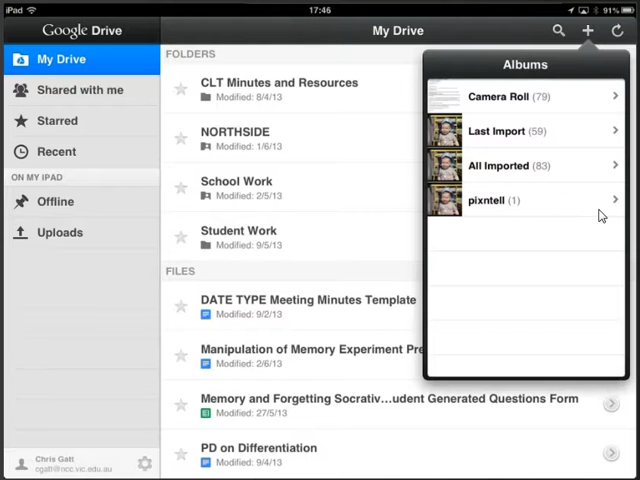 iPad
17:46
91%
Google Drive
My Drive
My Drive
Shared with me
Starred
Recent
ON MY IPAD
Offline
Uploads
Chris Gatt
cgatt@ncc.vic.edu.au
FOLDERS
CLT Minutes and Resources
Modified: 8/4/13
NORTHSIDE
Modified: 1/6/13
School Work
Modified: 2/5/13
Student Work
Modified: 9/5/13
FILES
DATE TYPE Meeting Minutes Template
Modified: 9/2/13
Manipulation of Memory Experiment Pre
Modified: 2/6/13
Memory and Forgetting Socrativ...udent Generated Questions Form
Modified: 27/5/13
PD on Differentiation
Modified: 9/4/13
Albums
Camera Roll (79)
Last Import (59)
All Imported (83)
pixntell (1)